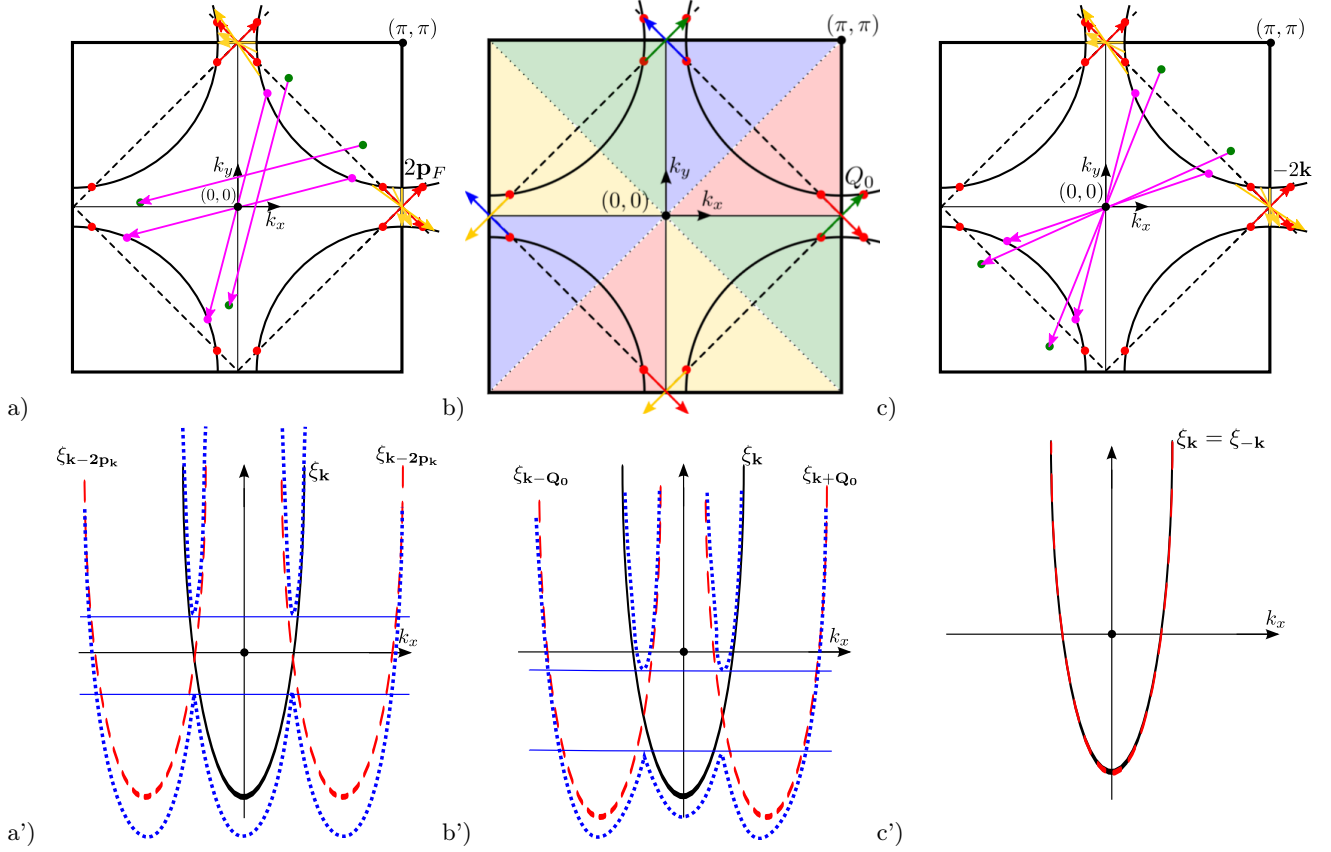 (π, π)
k_y
(0, 0)
k_x
2p_F
a)
(π, π)
k_y
(0, 0)
k_x
Q_0
b)
(π, π)
k_y
(0, 0)
k_x
−2k
c)
ξ_{k−2p_k}
ξ_k
ξ_{k−2p_k}
k_x
a')
ξ_{k−Q_0}
ξ_k
ξ_{k+Q_0}
k_x
b')
ξ_k = ξ_{−k}
k_x
c')